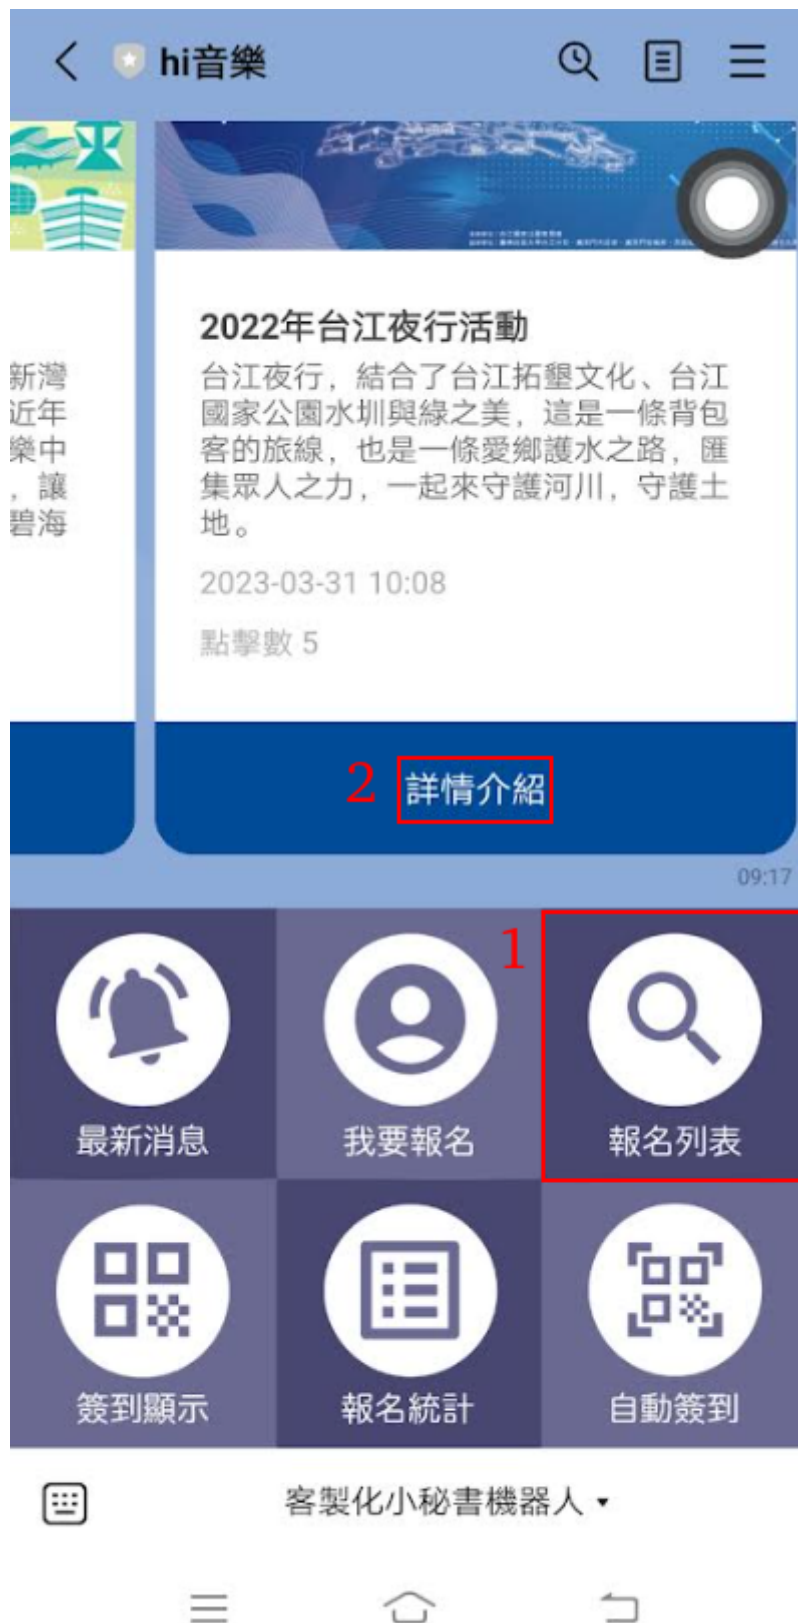 hi音樂
2022年台江夜行活動
新灣
近年
樂中
，讓
碧海
台江夜行，結合了台江拓墾文化、台江
國家公園水圳與綠之美，這是一條背包
客的旅線，也是一條愛鄉護水之路，匯
集眾人之力，一起來守護河川，守護土
地。
2023-03-31 10:08
點擊數 5
2 詳情介紹
09:17
1
最新消息 我要報名 報名列表
簽到顯示 報名統計 自動簽到
客製化小秘書機器人